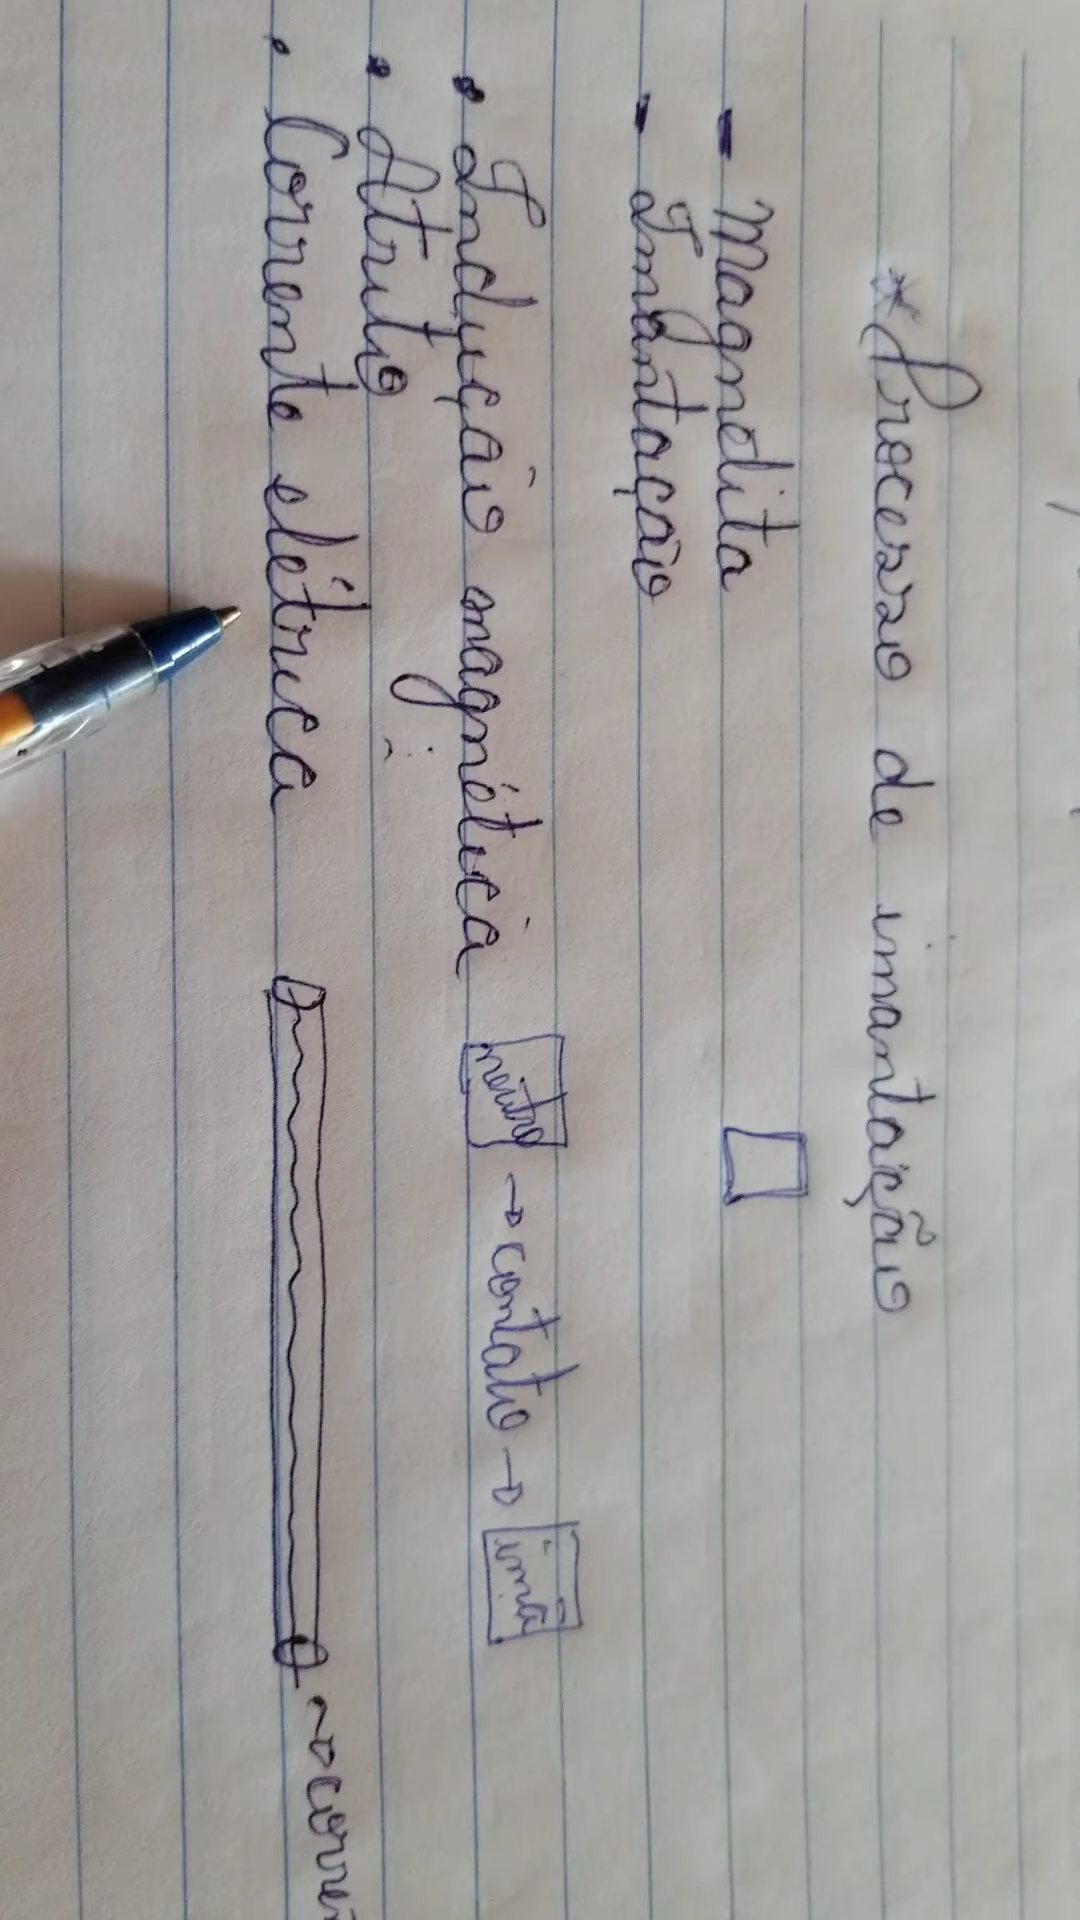 *Processo de imantação
- Magnetita
- Imantação
• Indução magnética neutro → contato → imã
• Atrito
• Corrente elétrica